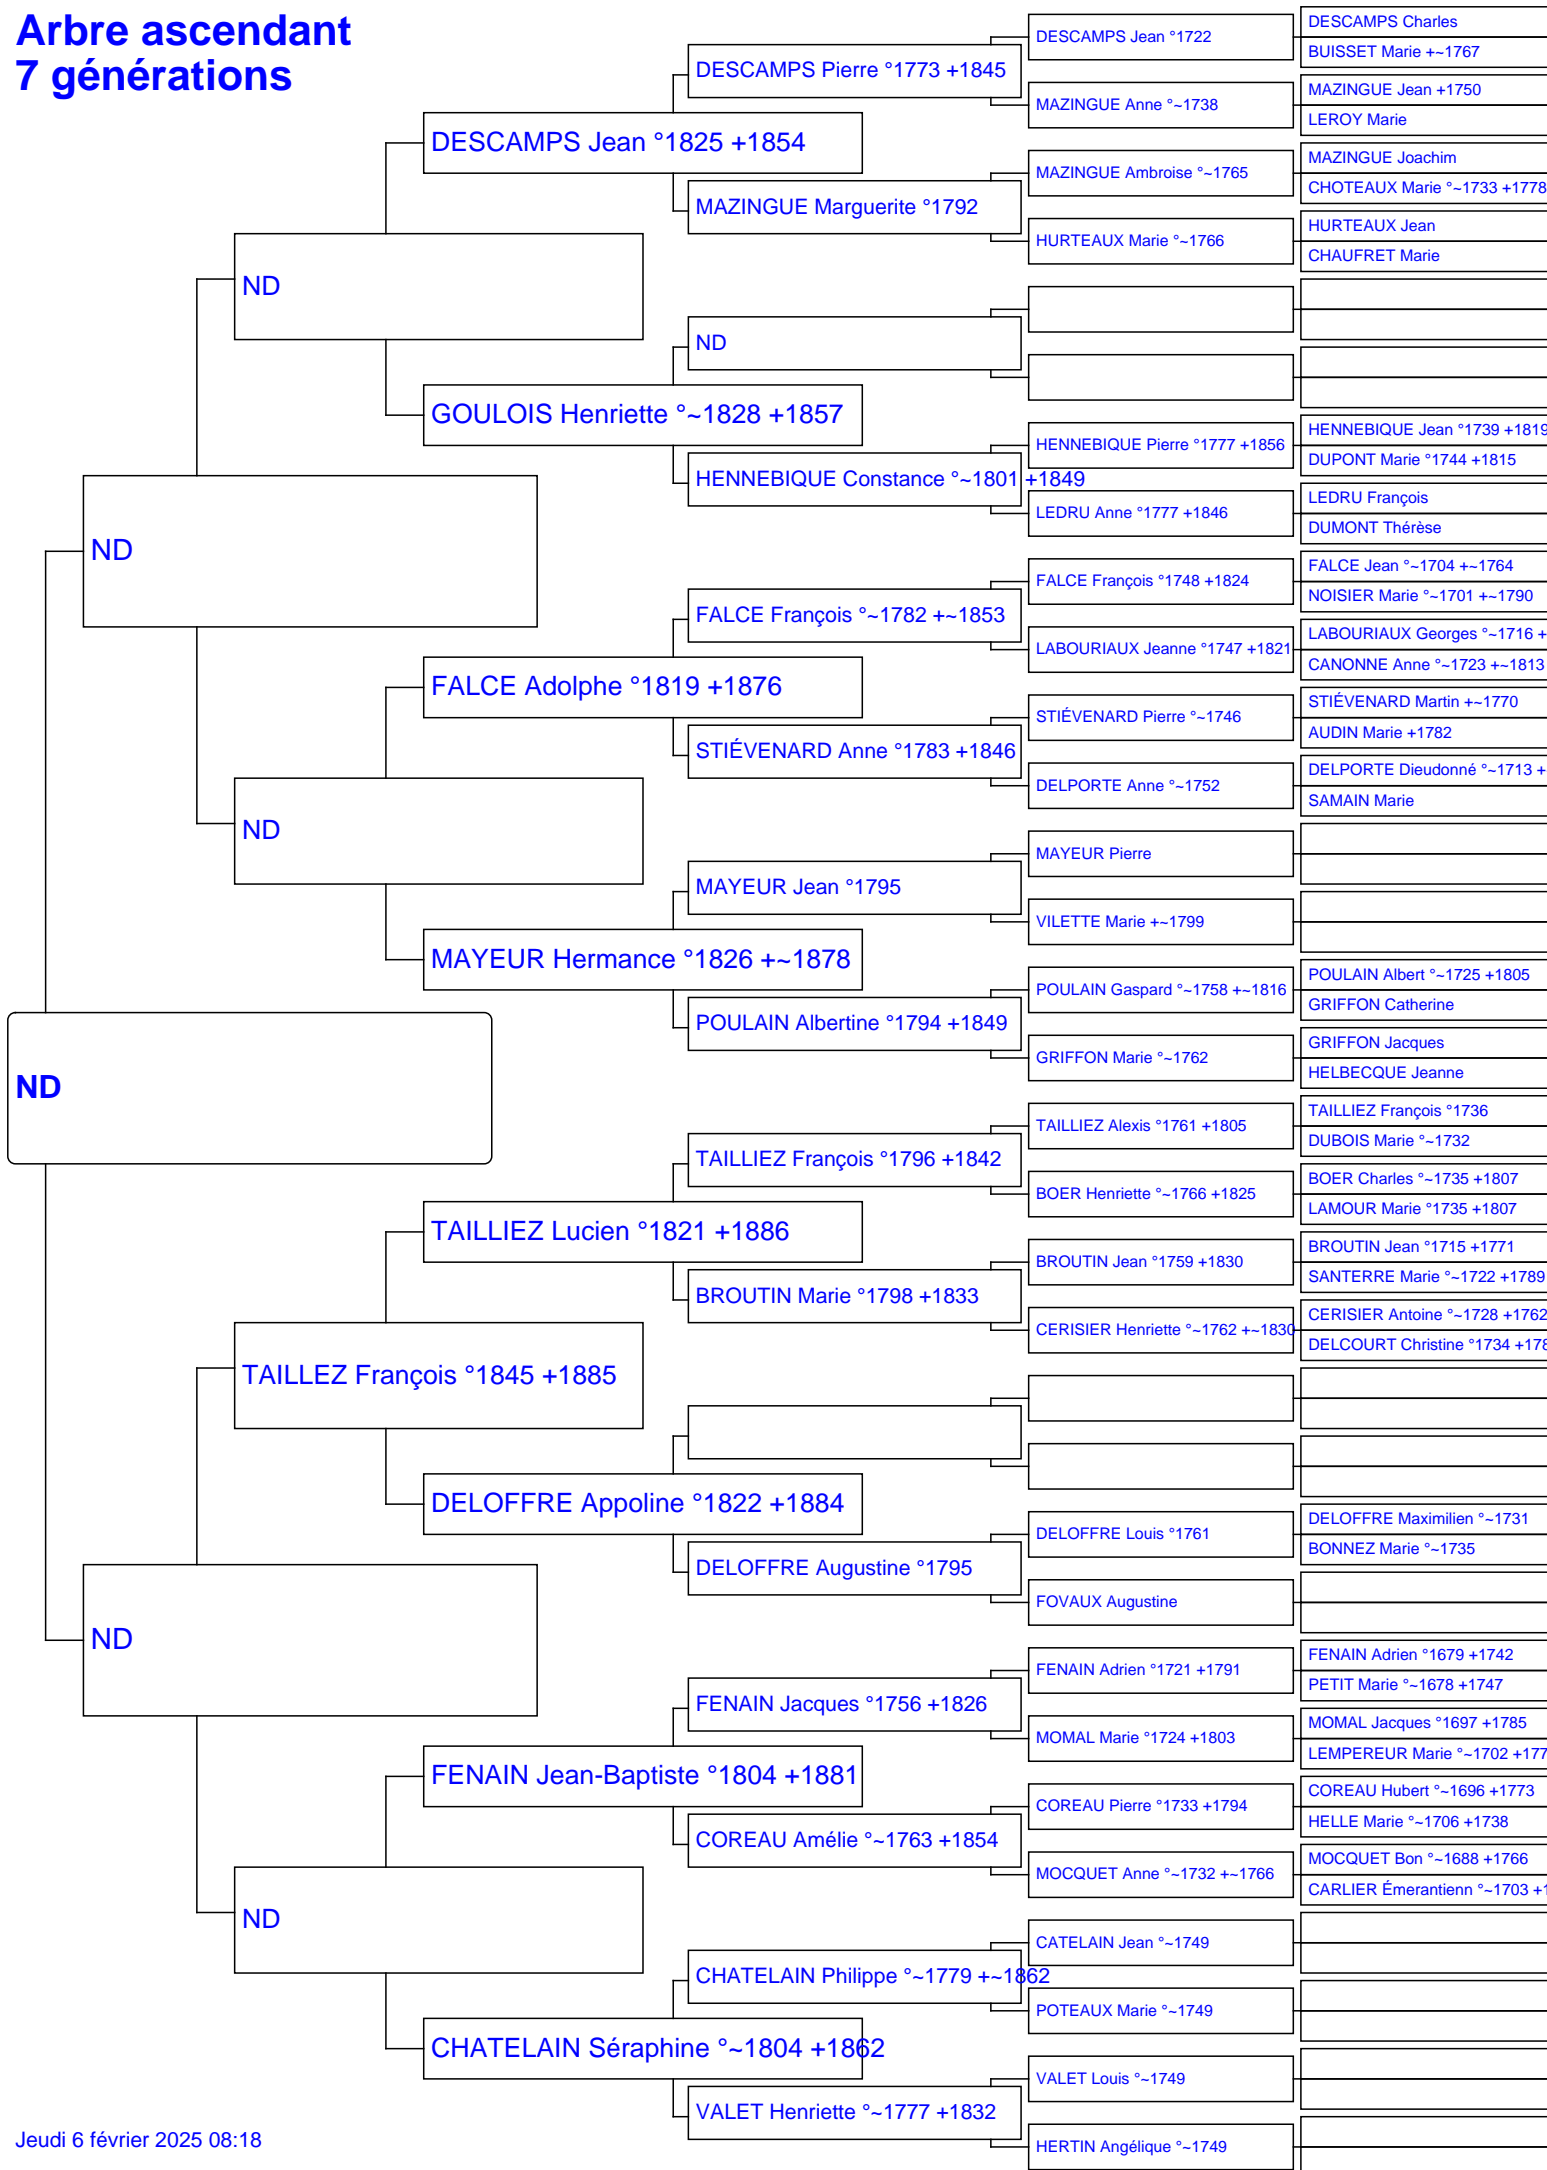 Arbre ascendant
7 générations
ND
ND
ND
ND
ND
TAILLEZ François °1845 +1885
ND
DESCAMPS Jean °1825 +1854
GOULOIS Henriette °~1828 +1857
FALCE Adolphe °1819 +1876
MAYEUR Hermance °1826 +~1878
TAILLIEZ Lucien °1821 +1886
DELOFFRE Appoline °1822 +1884
FENAIN Jean-Baptiste °1804 +1881
CHATELAIN Séraphine °~1804 +1862
DESCAMPS Pierre °1773 +1845
MAZINGUE Marguerite °1792
ND
HENNEBIQUE Constance °~1801 +1849
FALCE François °~1782 +~1853
STIÉVENARD Anne °1783 +1846
MAYEUR Jean °1795
POULAIN Albertine °1794 +1849
TAILLIEZ François °1796 +1842
BROUTIN Marie °1798 +1833
DELOFFRE Augustine °1795
FENAIN Jacques °1756 +1826
COREAU Amélie °~1763 +1854
CHATELAIN Philippe °~1779 +~1862
VALET Henriette °~1777 +1832
DESCAMPS Jean °1722
MAZINGUE Anne °~1738
MAZINGUE Ambroise °~1765
HURTEAUX Marie °~1766
HENNEBIQUE Pierre °1777 +1856
LEDRU Anne °1777 +1846
FALCE François °1748 +1824
LABOURIAUX Jeanne °1747 +1821
STIÉVENARD Pierre °~1746
DELPORTE Anne °~1752
MAYEUR Pierre
VILETTE Marie +~1799
POULAIN Gaspard °~1758 +~1816
GRIFFON Marie °~1762
TAILLIEZ Alexis °1761 +1805
BOER Henriette °~1766 +1825
BROUTIN Jean °1759 +1830
CERISIER Henriette °~1762 +~1830
DELOFFRE Louis °1761
FOVAUX Augustine
FENAIN Adrien °1721 +1791
MOMAL Marie °1724 +1803
COREAU Pierre °1733 +1794
MOCQUET Anne °~1732 +~1766
CATELAIN Jean °~1749
POTEAUX Marie °~1749
VALET Louis °~1749
HERTIN Angélique °~1749
DESCAMPS Charles
BUISSET Marie +~1767
MAZINGUE Jean +1750
LEROY Marie
MAZINGUE Joachim
CHOTEAUX Marie °~1733 +1778
HURTEAUX Jean
CHAUFRET Marie
HENNEBIQUE Jean °1739 +1819
DUPONT Marie °1744 +1815
LEDRU François
DUMONT Thérèse
FALCE Jean °~1704 +~1764
NOISIER Marie °~1701 +~1790
LABOURIAUX Georges °~1716 +
CANONNE Anne °~1723 +~1813
STIÉVENARD Martin +~1770
AUDIN Marie +1782
DELPORTE Dieudonné °~1713 +
SAMAIN Marie
POULAIN Albert °~1725 +1805
GRIFFON Catherine
GRIFFON Jacques
HELBECQUE Jeanne
TAILLIEZ François °1736
DUBOIS Marie °~1732
BOER Charles °~1735 +1807
LAMOUR Marie °1735 +1807
BROUTIN Jean °1715 +1771
SANTERRE Marie °~1722 +1789
CERISIER Antoine °~1728 +1762
DELCOURT Christine °1734 +178
DELOFFRE Maximilien °~1731
BONNEZ Marie °~1735
FENAIN Adrien °1679 +1742
PETIT Marie °~1678 +1747
MOMAL Jacques °1697 +1785
LEMPEREUR Marie °~1702 +177
COREAU Hubert °~1696 +1773
HELLE Marie °~1706 +1738
MOCQUET Bon °~1688 +1766
CARLIER Émerantienn °~1703 +1
Jeudi 6 février 2025 08:18